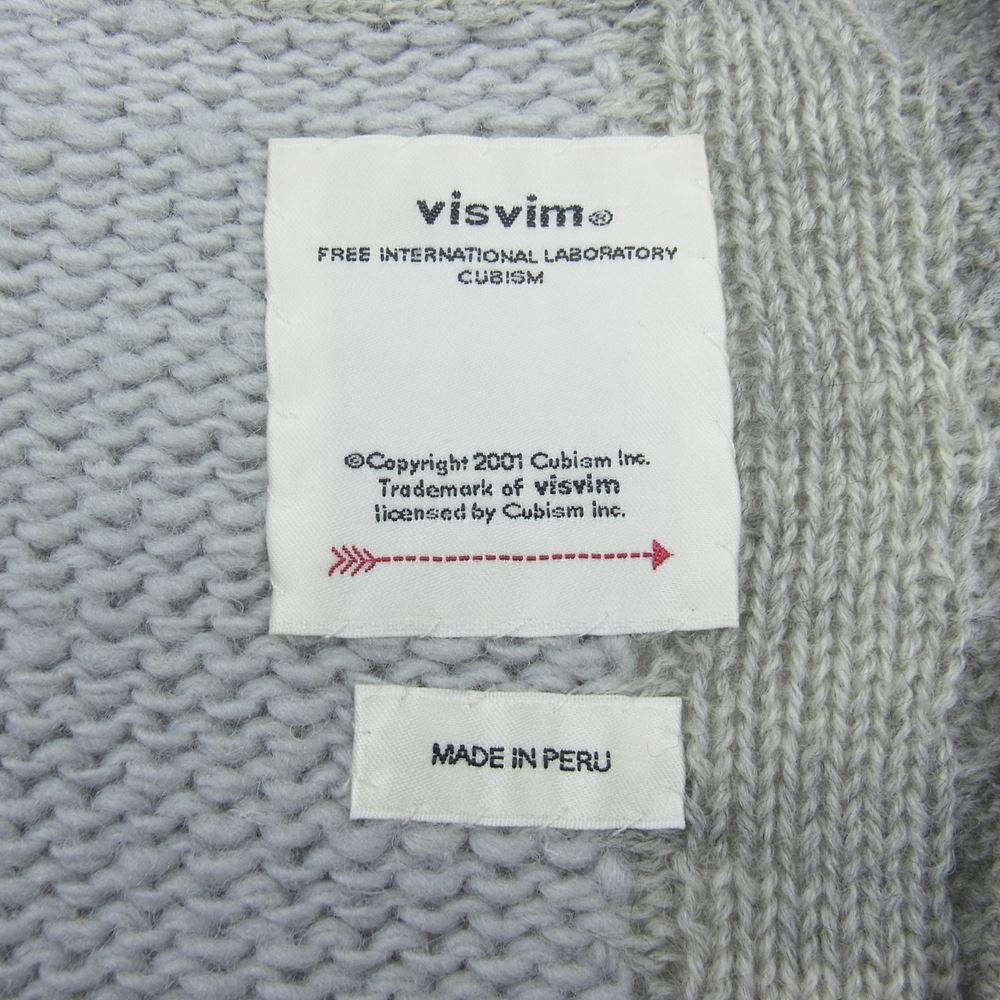 visvim®
FREE INTERNATIONAL LABORATORY
CUBISM
©Copyright 2001 Cubism Inc.
Trademark of visvim
licensed by Cubism inc.
MADE IN PERU